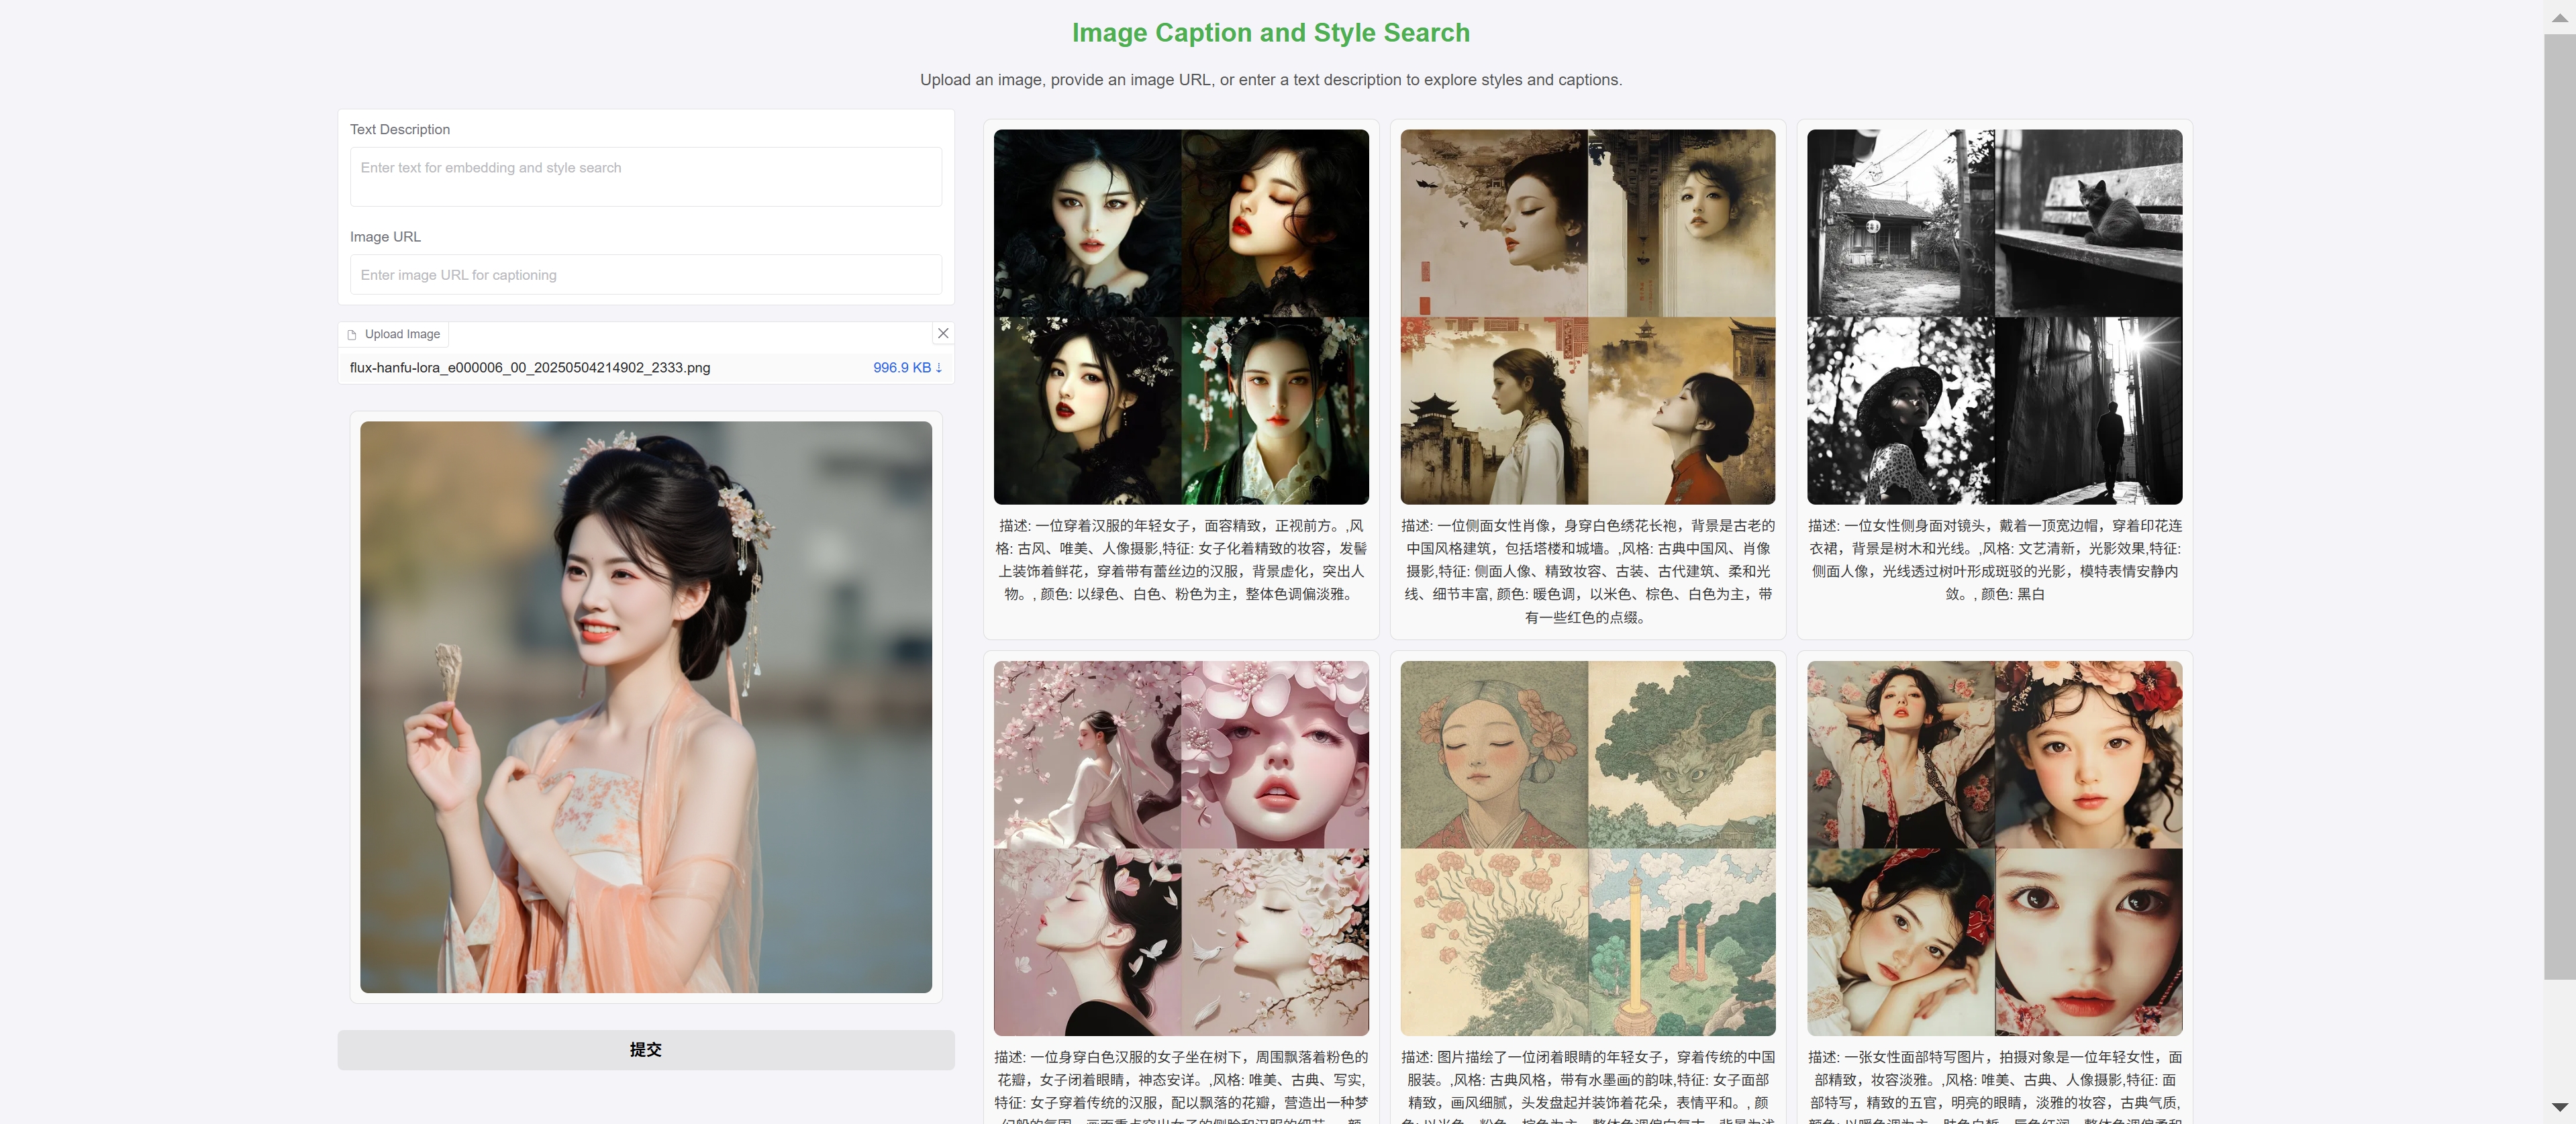 Image Caption and Style Search
Upload an image, provide an image URL, or enter a text description to explore styles and captions.
Text Description
Enter text for embedding and style search
Image URL
Enter image URL for captioning
Upload Image
flux-hanfu-lora_e000006_00_20250504214902_2333.png
996.9 KB ↓
提交
描述: 一位穿着汉服的年轻女子，面容精致，正视前方。,风
格: 古风、唯美、人像摄影,特征: 女子化着精致的妆容，发髻
上装饰着鲜花，穿着带有蕾丝边的汉服，背景虚化，突出人
物。, 颜色: 以绿色、白色、粉色为主，整体色调偏淡雅。
描述: 一位侧面女性肖像，身穿白色绣花长袍，背景是古老的
中国风格建筑，包括塔楼和城墙。,风格: 古典中国风、肖像
摄影,特征: 侧面人像、精致妆容、古装、古代建筑、柔和光
线、细节丰富, 颜色: 暖色调，以米色、棕色、白色为主，带
有一些红色的点缀。
描述: 一位女性侧身面对镜头，戴着一顶宽边帽，穿着印花连
衣裙，背景是树木和光线。,风格: 文艺清新，光影效果,特征:
侧面人像，光线透过树叶形成斑驳的光影，模特表情安静内
敛。, 颜色: 黑白
描述: 一位身穿白色汉服的女子坐在树下，周围飘落着粉色的
花瓣，女子闭着眼睛，神态安详。,风格: 唯美、古典、写实,
特征: 女子穿着传统的汉服，配以飘落的花瓣，营造出一种梦
描述: 图片描绘了一位闭着眼睛的年轻女子，穿着传统的中国
服装。,风格: 古典风格，带有水墨画的韵味,特征: 女子面部
精致，画风细腻，头发盘起并装饰着花朵，表情平和。, 颜
描述: 一张女性面部特写图片，拍摄对象是一位年轻女性，面
部精致，妆容淡雅。,风格: 唯美、古典、人像摄影,特征: 面
部特写，精致的五官，明亮的眼睛，淡雅的妆容，古典气质,